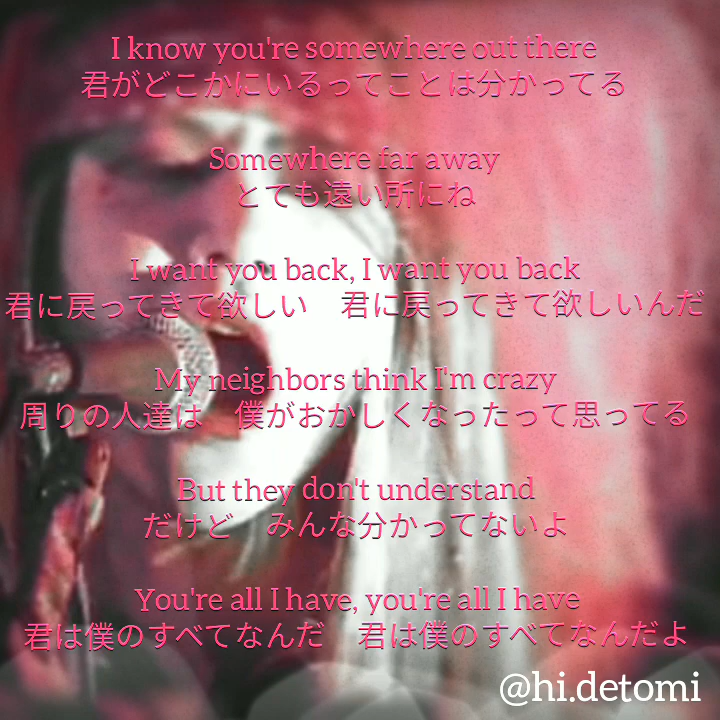 I know you're somewhere out there
君がどこかにいるってことは分かってる
Somewhere far away
とても遠い所にね
I want you back, I want you back
君に戻ってきて欲しい　君に戻ってきて欲しいんだ
My neighbors think I'm crazy
周りの人達は　僕がおかしくなったって思ってる
But they don't understand
だけど　みんな分かってないよ
You're all I have, you're all I have
君は僕のすべてなんだ　君は僕のすべてなんだよ
@hi.detomi